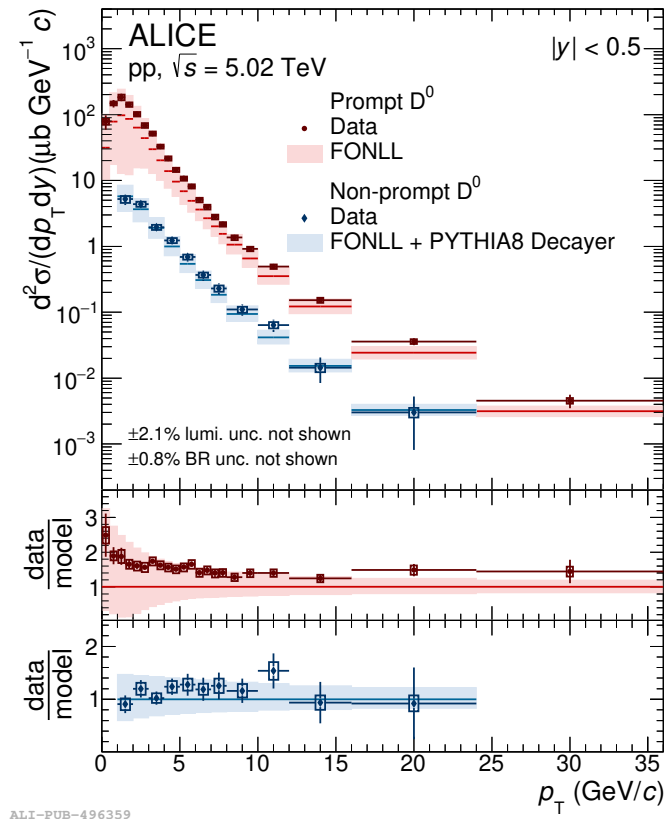 ALICE
pp, √s = 5.02 TeV
|y| < 0.5
Prompt D⁰
Data
FONLL
Non-prompt D⁰
Data
FONLL + PYTHIA8 Decayer
d²σ/(dp_T dy) (μb GeV⁻¹ c)
10³
10²
10
1
10⁻¹
10⁻²
10⁻³
±2.1% lumi. unc. not shown
±0.8% BR unc. not shown
data
model
3
2
1
data
model
2
1
0 5 10 15 20 25 30 35
p_T (GeV/c)
ALI-PUB-496359